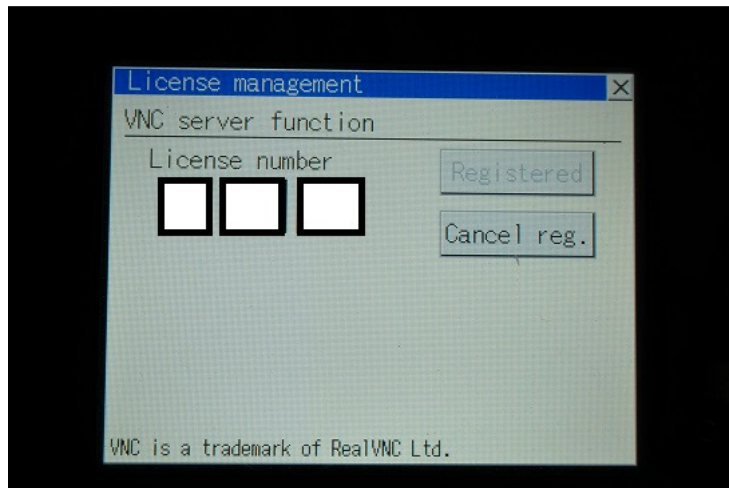 License management
VNC server function
License number
Registered
Cancel reg.
VNC is a trademark of RealVNC Ltd.